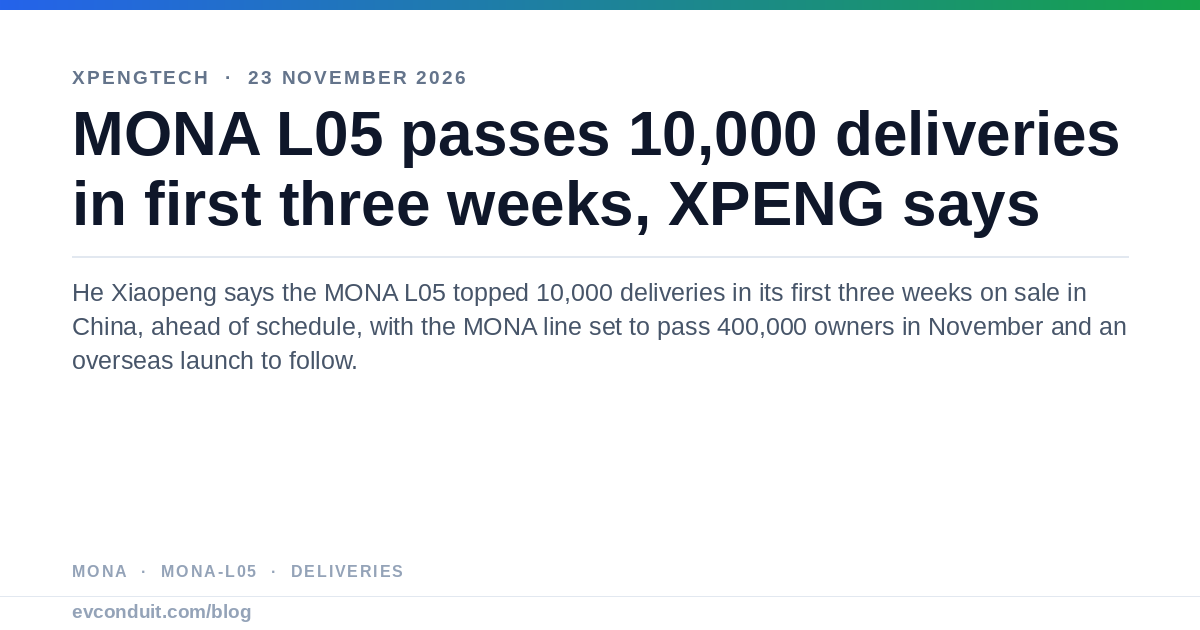 XPENGTECH · 23 NOVEMBER 2026
MONA L05 passes 10,000 deliveries
in first three weeks, XPENG says
He Xiaopeng says the MONA L05 topped 10,000 deliveries in its first three weeks on sale in
China, ahead of schedule, with the MONA line set to pass 400,000 owners in November and an
overseas launch to follow.
MONA · MONA-L05 · DELIVERIES
evconduit.com/blog